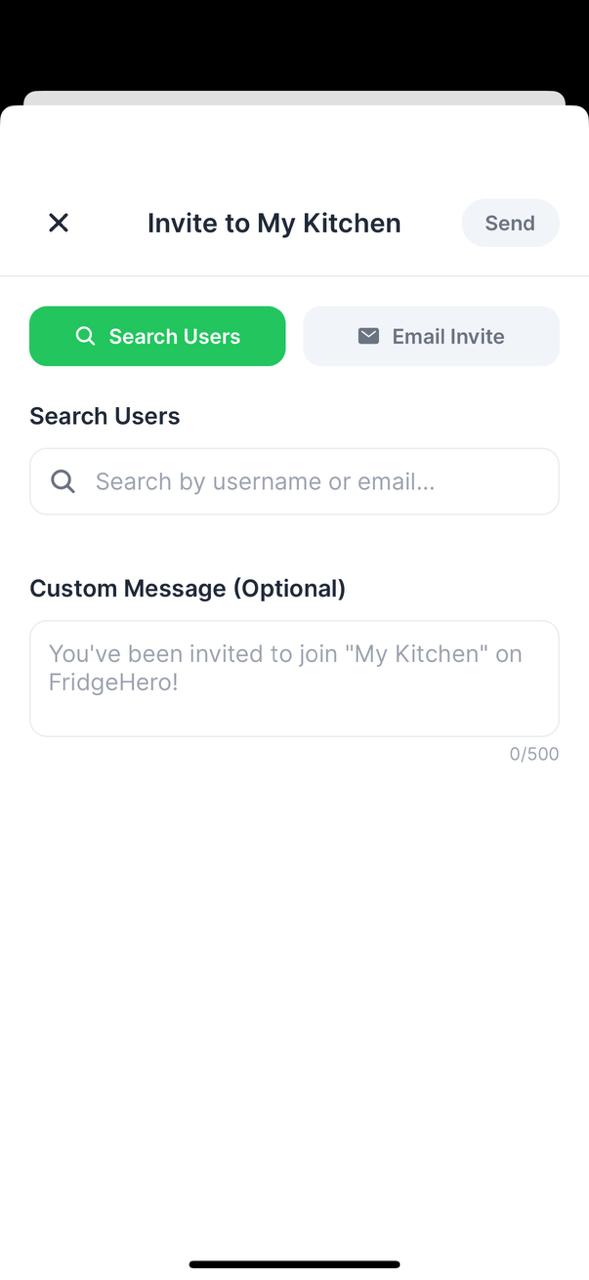 Invite to My Kitchen
Send
Search Users
Email Invite
Search Users
Search by username or email...
Custom Message (Optional)
You've been invited to join "My Kitchen" on
FridgeHero!
0/500